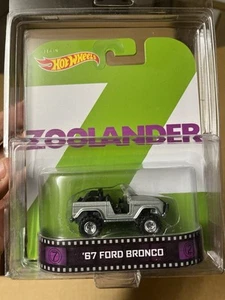 Hot Wheels
ZOOLANDER
'67 FORD BRONCO